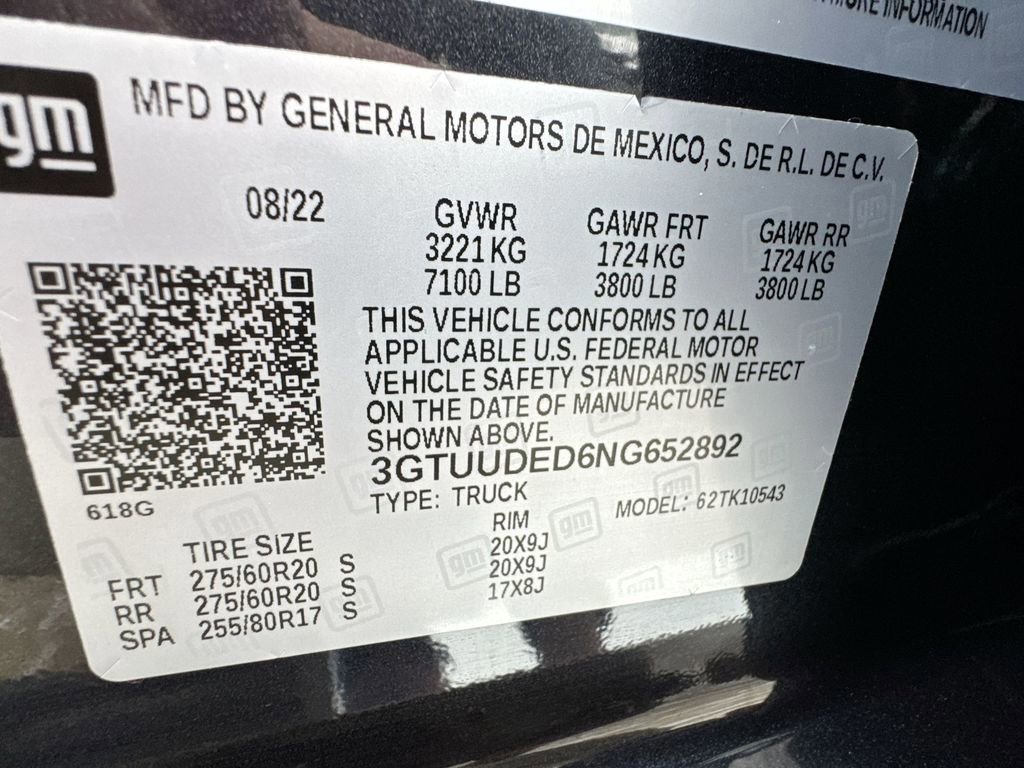 MORE INFORMATION
gm
MFD BY GENERAL MOTORS DE MEXICO, S. DE R.L. DE C.V.
08/22
GVWR GAWR FRT GAWR RR
3221 KG 1724 KG 1724 KG
7100 LB 3800 LB 3800 LB
THIS VEHICLE CONFORMS TO ALL
APPLICABLE U.S. FEDERAL MOTOR
VEHICLE SAFETY STANDARDS IN EFFECT
ON THE DATE OF MANUFACTURE
SHOWN ABOVE.
3GTUUDED6NG652892
618G
TYPE: TRUCK MODEL: 62TK10543
TIRE SIZE RIM
FRT 275/60R20 S 20X9J
RR 275/60R20 S 20X9J
SPA 255/80R17 S 17X8J